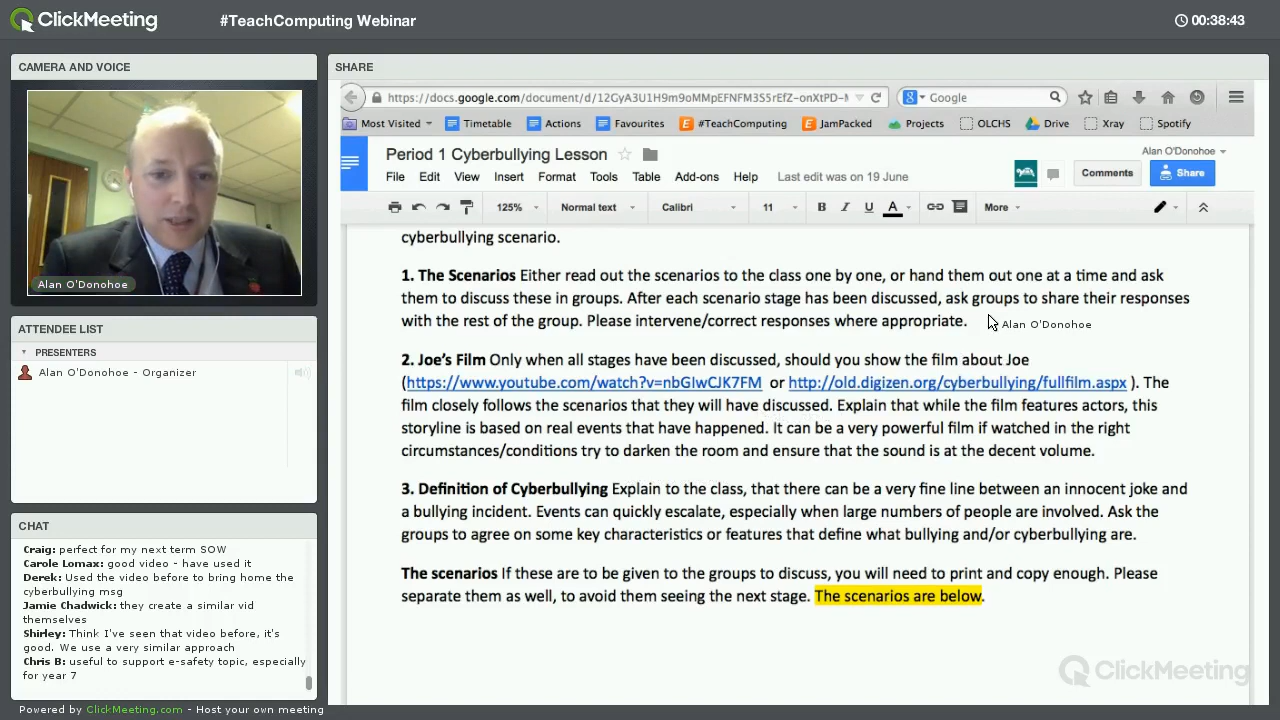 ClickMeeting
#TeachComputing Webinar
00:38:43
CAMERA AND VOICE
Alan O'Donohoe
ATTENDEE LIST
PRESENTERS
Alan O'Donohoe - Organizer
CHAT
Craig: perfect for my next term SOW
Carole Lomax: good video - have used it
Derek: Used the video before to bring home the
cyberbullying msg
Jamie Chadwick: they create a similar vid
themselves
Shirley: Think I've seen that video before, it's
good. We use a very similar approach
Chris B: useful to support e-safety topic, especially
for year 7
Powered by ClickMeeting.com - Host your own meeting
SHARE
Google
Most Visited Timetable Actions Favourites #TeachComputing JamPacked Projects OLCHS Drive Xray Spotify
Period 1 Cyberbullying Lesson
Alan O'Donohoe
File Edit View Insert Format Tools Table Add-ons Help Last edit was on 19 June
Comments Share
125% Normal text Calibri 11 B I U A More
cyberbullying scenario.
1. The Scenarios Either read out the scenarios to the class one by one, or hand them out one at a time and ask
them to discuss these in groups. After each scenario stage has been discussed, ask groups to share their responses
with the rest of the group. Please intervene/correct responses where appropriate.
Alan O'Donohoe
2. Joe's Film Only when all stages have been discussed, should you show the film about Joe
(https://www.youtube.com/watch?v=nbGIwCJK7FM or http://old.digizen.org/cyberbullying/fullfilm.aspx ). The
film closely follows the scenarios that they will have discussed. Explain that while the film features actors, this
storyline is based on real events that have happened. It can be a very powerful film if watched in the right
circumstances/conditions try to darken the room and ensure that the sound is at the decent volume.
3. Definition of Cyberbullying Explain to the class, that there can be a very fine line between an innocent joke and
a bullying incident. Events can quickly escalate, especially when large numbers of people are involved. Ask the
groups to agree on some key characteristics or features that define what bullying and/or cyberbullying are.
The scenarios If these are to be given to the groups to discuss, you will need to print and copy enough. Please
separate them as well, to avoid them seeing the next stage. The scenarios are below.
ClickMeeting